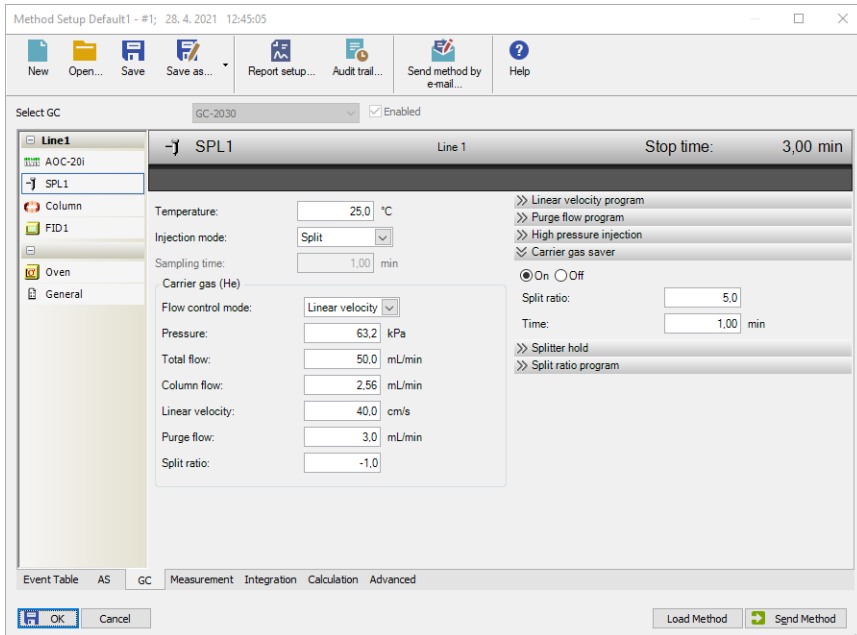 Method Setup Default1 - #1; 28. 4. 2021 12:45:05
New Open... Save Save as... Report setup... Audit trail... Send method by e-mail... Help
Select GC GC-2030 Enabled
Line1
AOC-20i
SPL1
Column
FID1
Oven
General
SPL1 Line 1 Stop time: 3,00 min
Temperature: 25,0 °C
Injection mode: Split
Sampling time: 1,00 min
Carrier gas (He)
Flow control mode: Linear velocity
Pressure: 63,2 kPa
Total flow: 50,0 mL/min
Column flow: 2,56 mL/min
Linear velocity: 40,0 cm/s
Purge flow: 3,0 mL/min
Split ratio: -1,0
Linear velocity program
Purge flow program
High pressure injection
Carrier gas saver
On Off
Split ratio: 5,0
Time: 1,00 min
Splitter hold
Split ratio program
Event Table AS GC Measurement Integration Calculation Advanced
OK Cancel Load Method Send Method